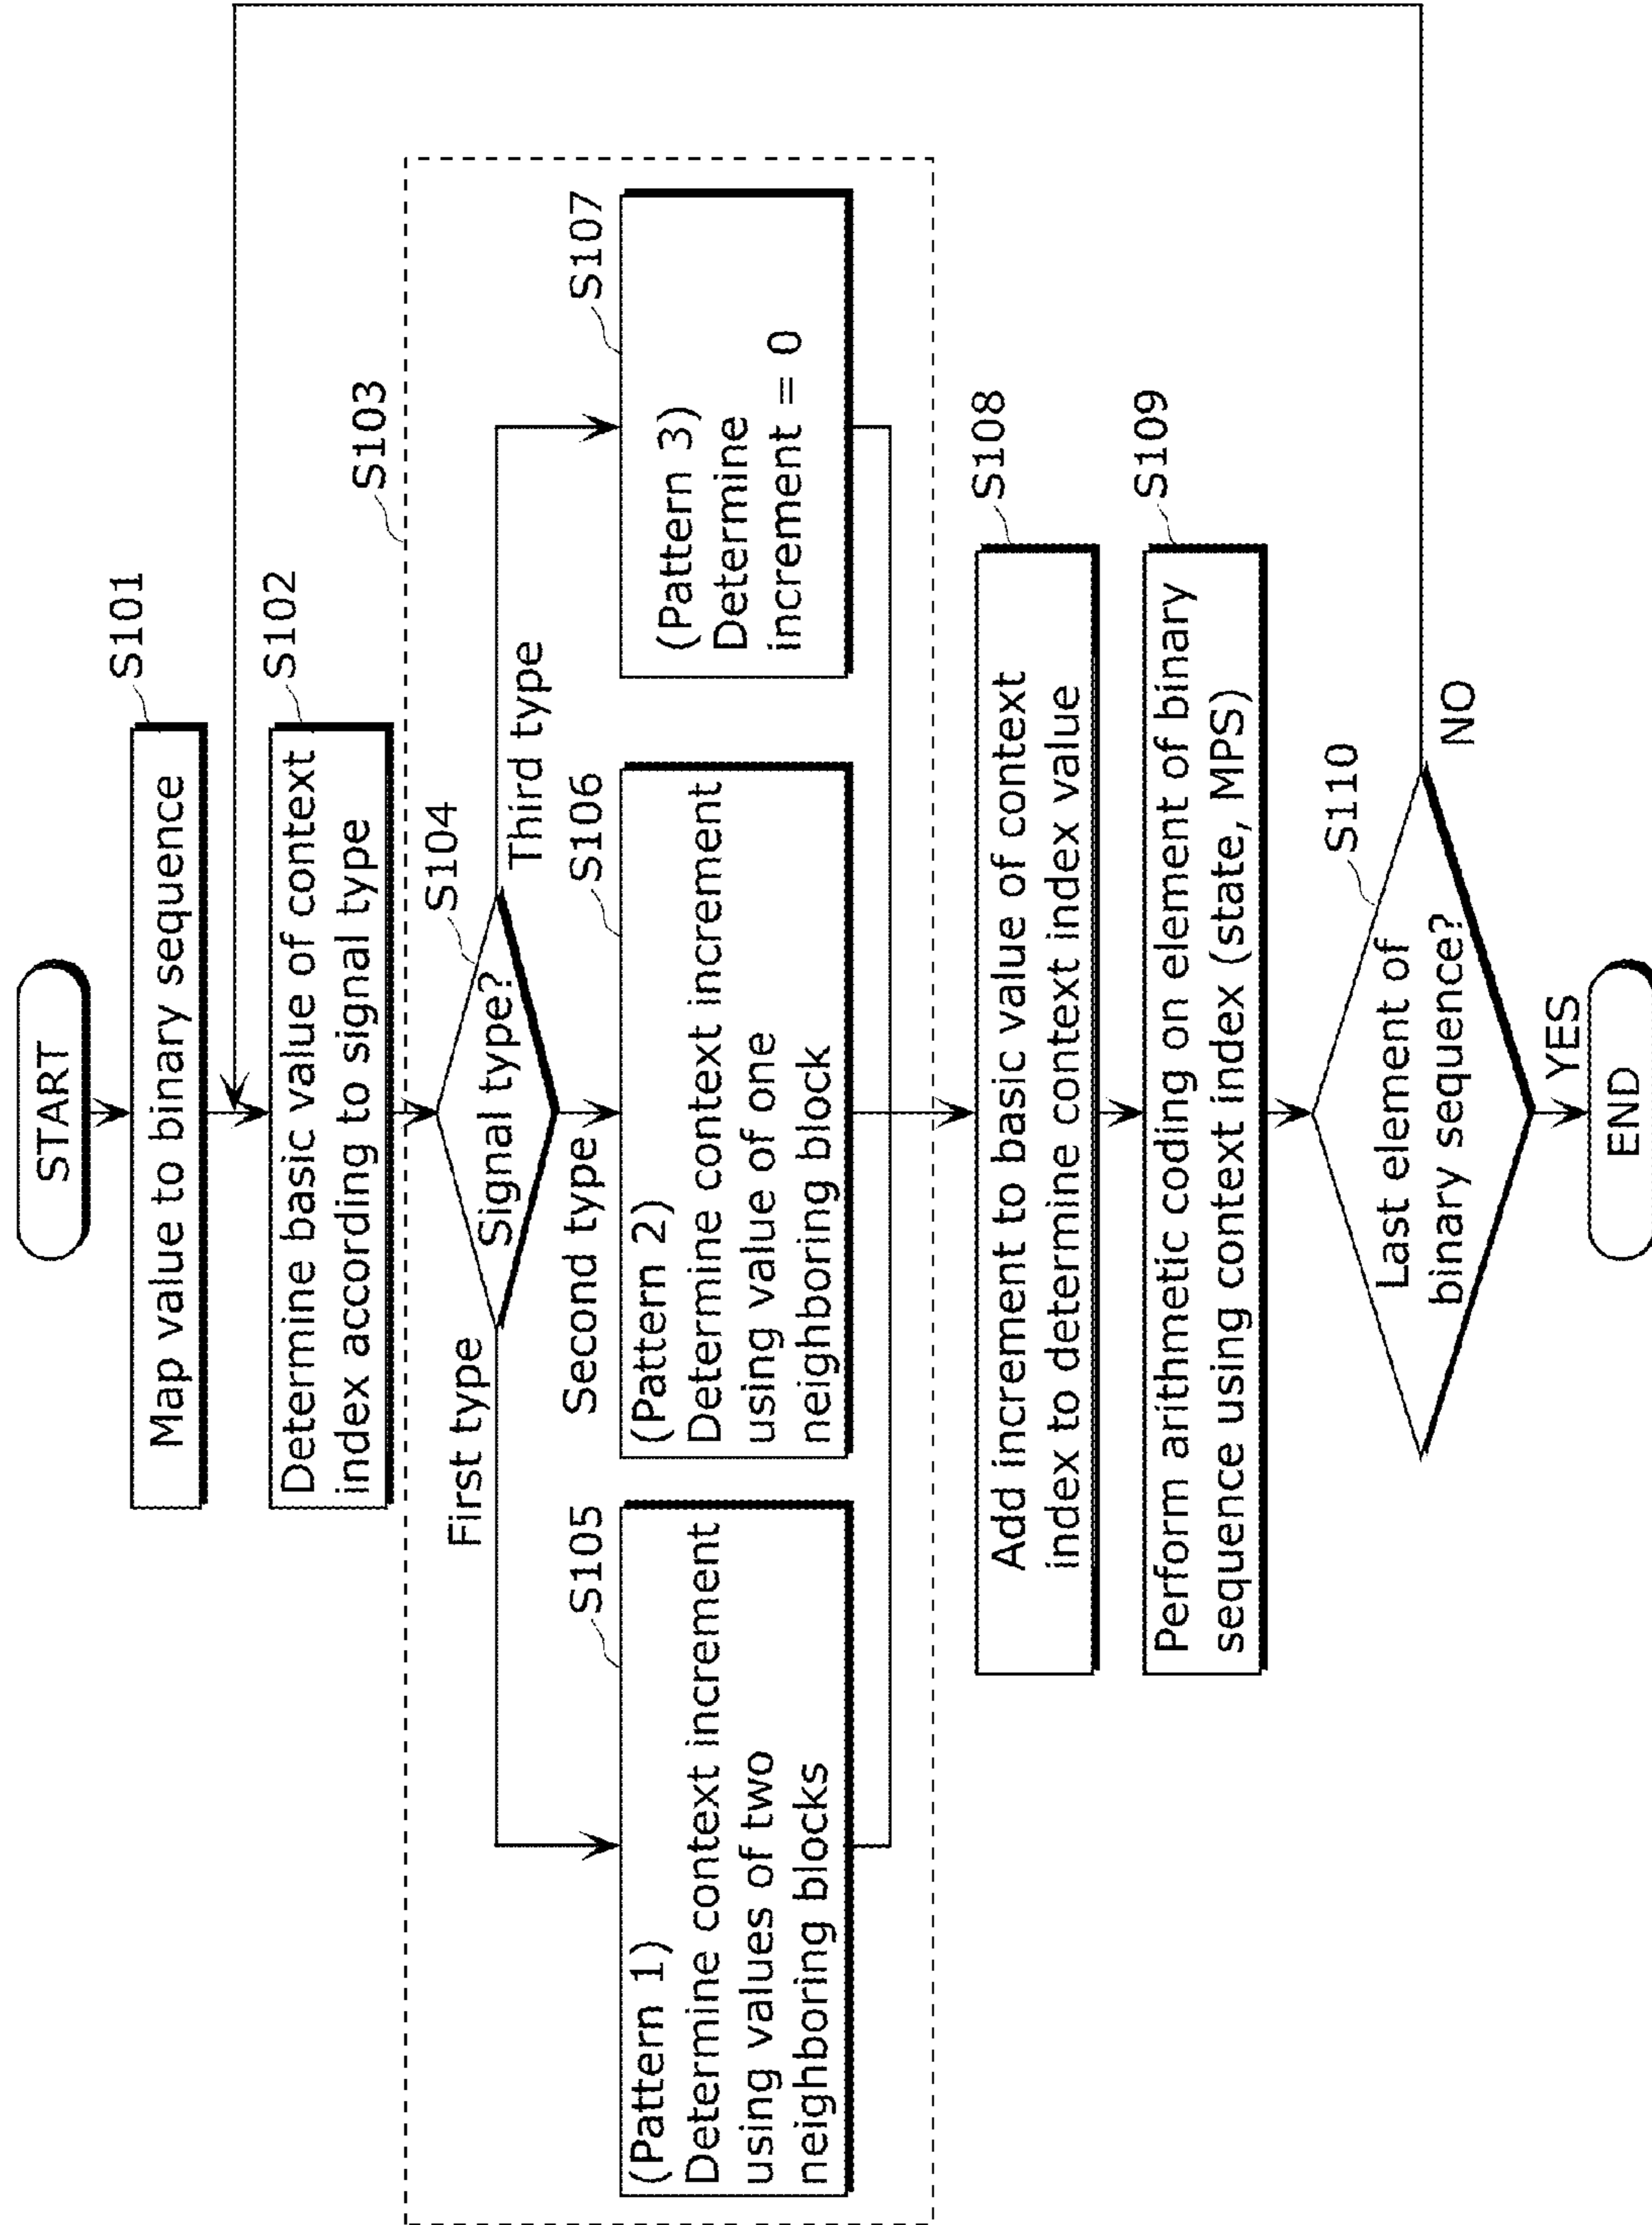 START
S101
Map value to binary sequence
S102
Determine basic value of context
index according to signal type
S103
S104
Signal type?
First type
Second type
Third type
S105
(Pattern 1)
Determine context increment
using values of two
neighboring blocks
S106
(Pattern 2)
Determine context increment
using value of one
neighboring block
S107
(Pattern 3)
Determine
increment = 0
S108
Add increment to basic value of context
index to determine context index value
S109
Perform arithmetic coding on element of binary
sequence using context index (state, MPS)
S110
Last element of
binary sequence?
NO
YES
END